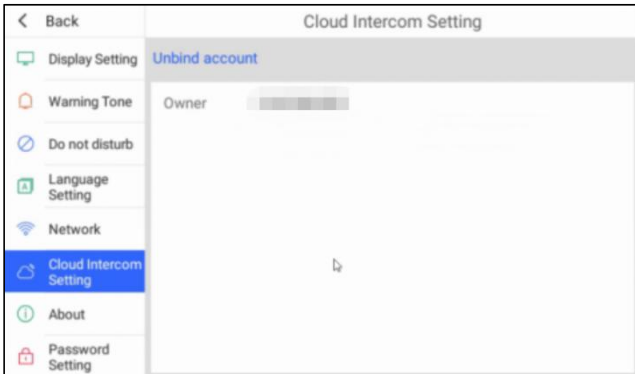 Back
Cloud Intercom Setting
Display Setting
Unbind account
Warning Tone
Owner
Do not disturb
Language
Setting
Network
Cloud Intercom
Setting
About
Password
Setting